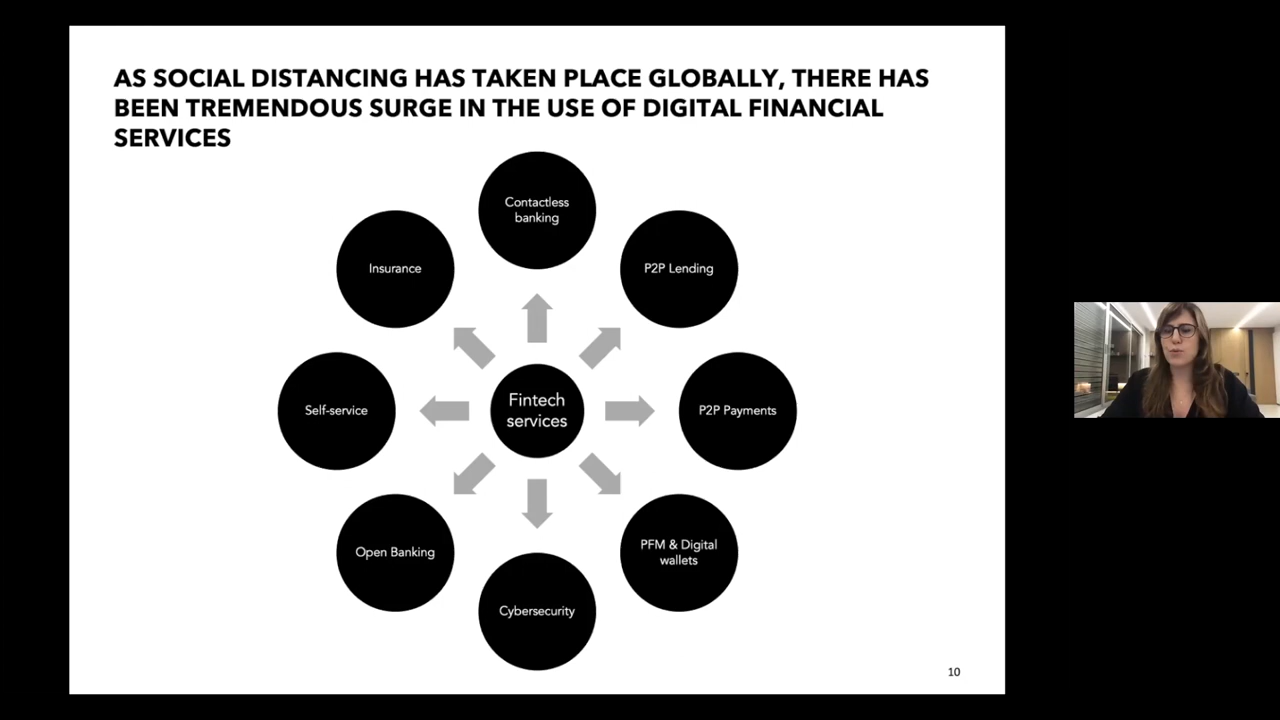 AS SOCIAL DISTANCING HAS TAKEN PLACE GLOBALLY, THERE HAS
BEEN TREMENDOUS SURGE IN THE USE OF DIGITAL FINANCIAL
SERVICES
Contactless
banking
Insurance
P2P Lending
Self-service
Fintech
services
P2P Payments
Open Banking
PFM & Digital
wallets
Cybersecurity
10